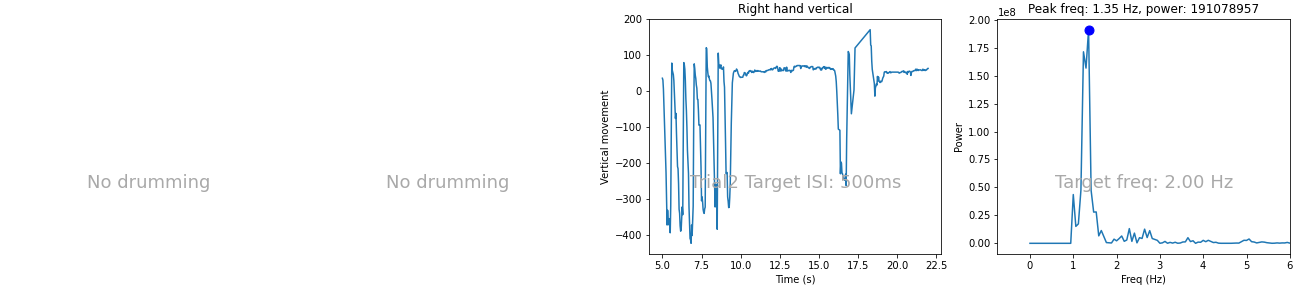 No drumming
No drumming
Right hand vertical
Vertical movement
200
100
0
−100
−200
−300
−400
Trial 2 Target ISI: 500ms
5.0 7.5 10.0 12.5 15.0 17.5 20.0 22.5
Time (s)
Peak freq: 1.35 Hz, power: 191078957
1e8
Power
2.00
1.75
1.50
1.25
1.00
0.75
0.50
0.25
0.00
Target freq: 2.00 Hz
0 1 2 3 4 5 6
Freq (Hz)